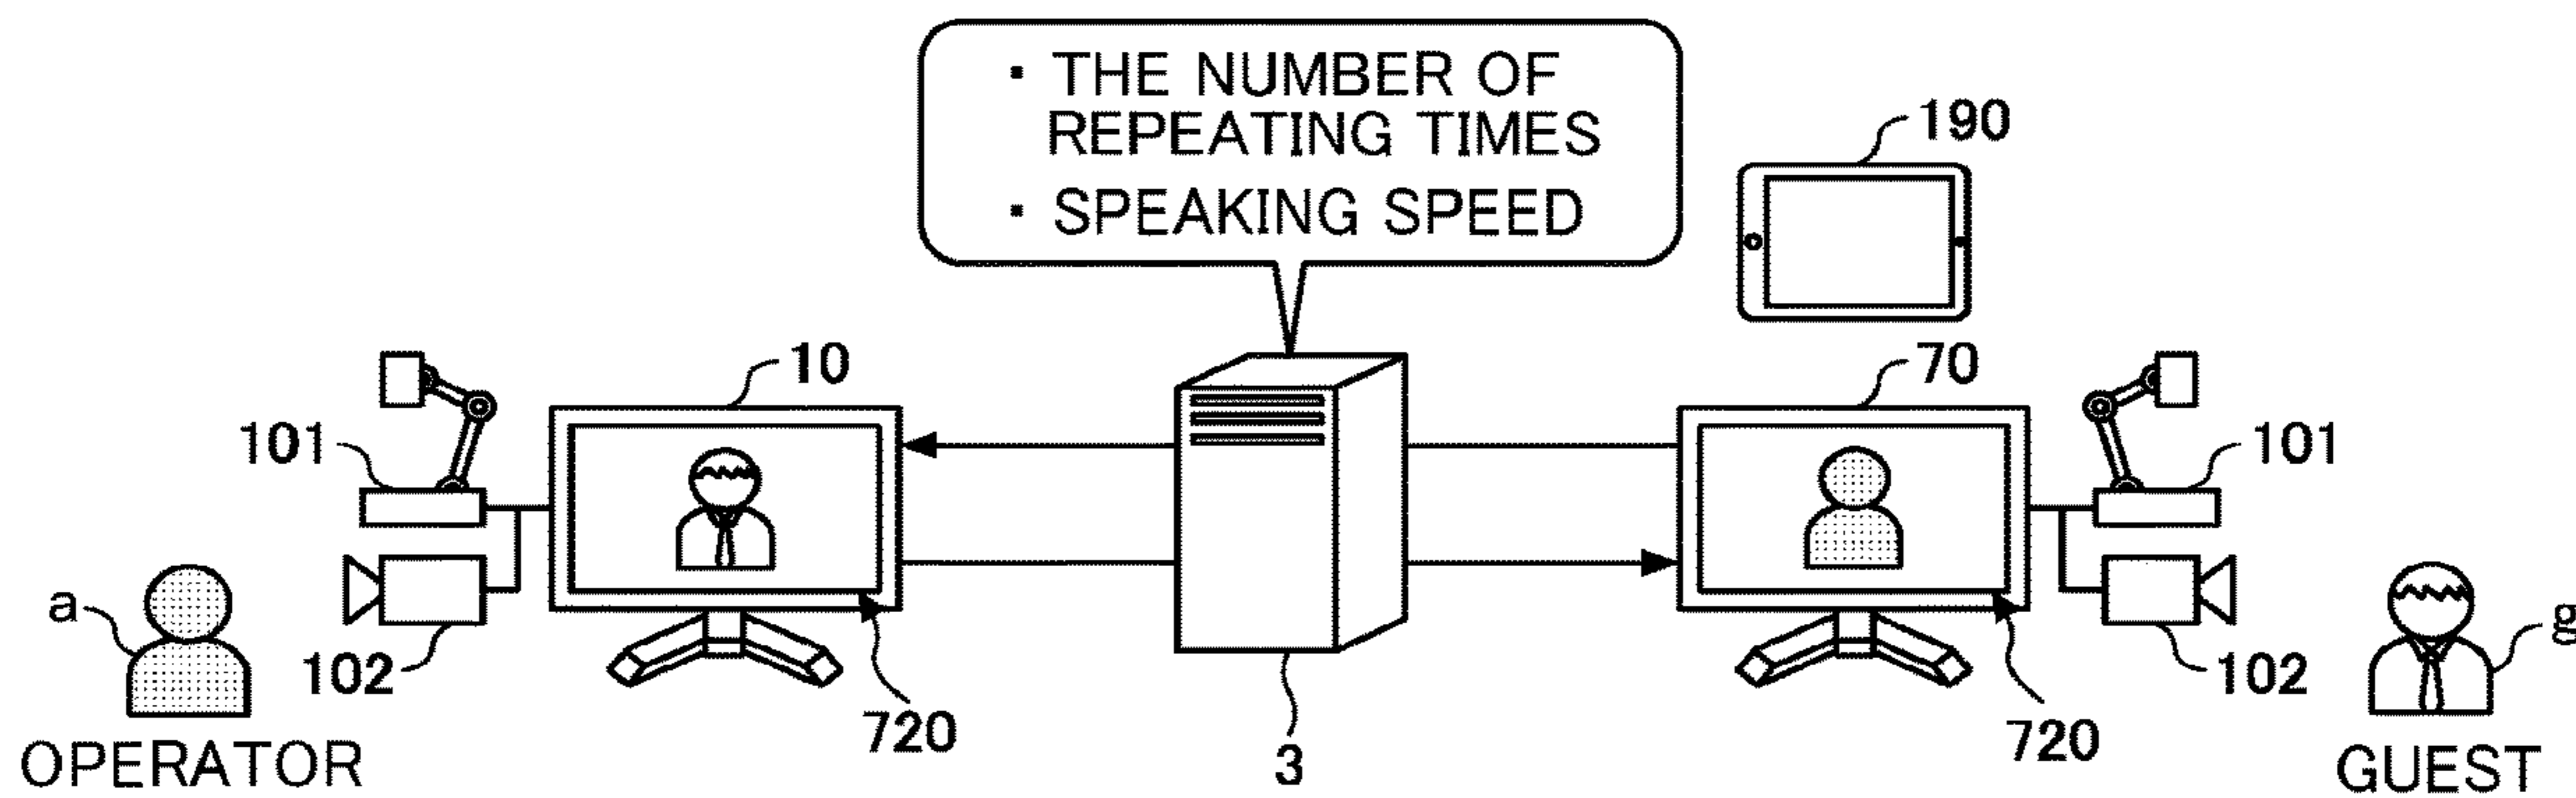 ▪ THE NUMBER OF
REPEATING TIMES
▪ SPEAKING SPEED
190
10
70
101
101
a
102
102
g
720
3
720
OPERATOR
GUEST